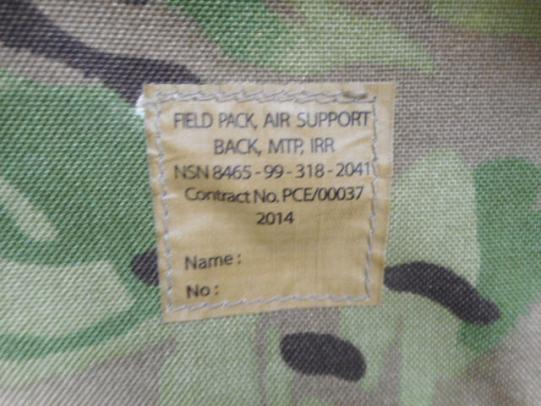 FIELD PACK, AIR SUPPORT
BACK, MTP, IRR
NSN 8465-99-318-2041
Contract No. PCE/00037
2014
Name :
No :